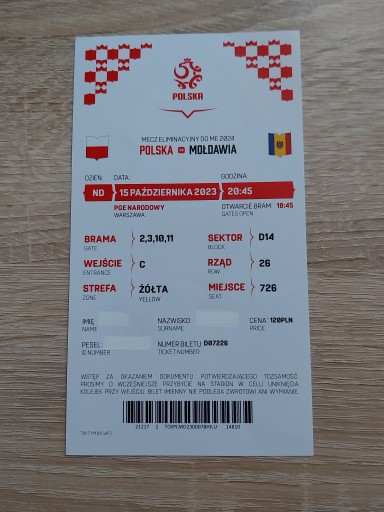 POLSKA
MECZ ELIMINACYJNY DO ME 2024
POLSKA VS MOŁDAWIA
DZIEŃ DATA GODZINA
ND 15 PAŹDZIERNIKA 2023 20:45
PGE NARODOWY OTWARCIE BRAM 18:45
WARSZAWA GATES OPEN
BRAMA 2,3,10,11 SEKTOR D14
GATE BLOCK
WEJŚCIE C RZĄD 26
ENTRANCE ROW
STREFA ŻÓŁTA MIEJSCE 726
ZONE YELLOW SEAT
IMIĘ NAZWISKO CENA 120PLN
NAME SURNAME PRICE
PESEL NUMER BILETU D07226
ID NUMBER TICKET NUMBER
WSTĘP ZA OKAZANIEM DOKUMENTU POTWIERDZAJĄCEGO TOŻSAMOŚĆ.
PROSIMY O WCZEŚNIEJSZE PRZYBYCIE NA STADION W CELU UNIKNIĘCIA
KOLEJEK PRZY WEJŚCIU. BILET IMIENNY NIE PODLEGA ZWROTOWI ANI WYMIANIE.